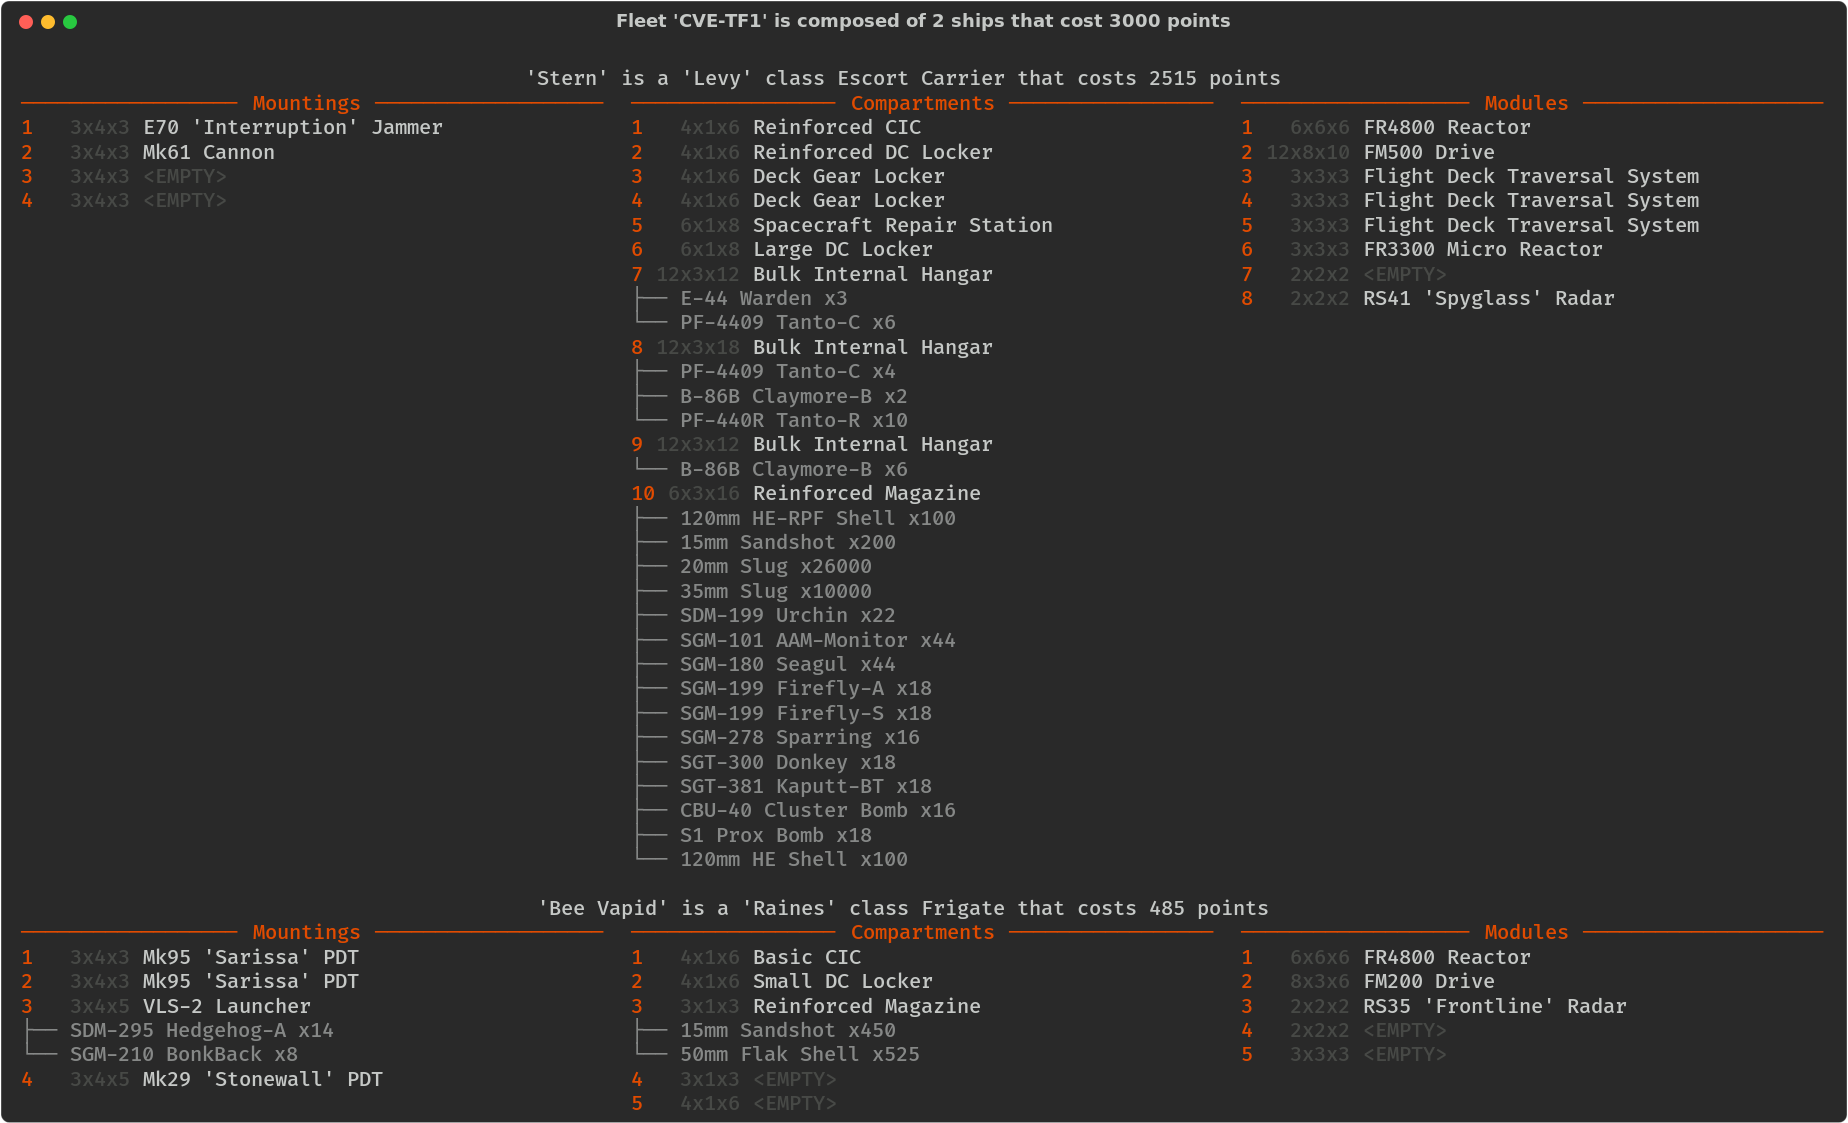 Fleet 'CVE-TF1' is composed of 2 ships that cost 3000 points
'Stern' is a 'Levy' class Escort Carrier that costs 2515 points
Mountings
1 3x4x3 E70 'Interruption' Jammer
2 3x4x3 Mk61 Cannon
3 3x4x3 <EMPTY>
4 3x4x3 <EMPTY>
Compartments
1 4x1x6 Reinforced CIC
2 4x1x6 Reinforced DC Locker
3 4x1x6 Deck Gear Locker
4 4x1x6 Deck Gear Locker
5 6x1x8 Spacecraft Repair Station
6 6x1x8 Large DC Locker
7 12x3x12 Bulk Internal Hangar
├── E-44 Warden x3
└── PF-4409 Tanto-C x6
8 12x3x18 Bulk Internal Hangar
├── PF-4409 Tanto-C x4
├── B-86B Claymore-B x2
└── PF-440R Tanto-R x10
9 12x3x12 Bulk Internal Hangar
└── B-86B Claymore-B x6
10 6x3x16 Reinforced Magazine
├── 120mm HE-RPF Shell x100
├── 15mm Sandshot x200
├── 20mm Slug x26000
├── 35mm Slug x10000
├── SDM-199 Urchin x22
├── SGM-101 AAM-Monitor x44
├── SGM-180 Seagul x44
├── SGM-199 Firefly-A x18
├── SGM-199 Firefly-S x18
├── SGM-278 Sparring x16
├── SGT-300 Donkey x18
├── SGT-381 Kaputt-BT x18
├── CBU-40 Cluster Bomb x16
├── S1 Prox Bomb x18
└── 120mm HE Shell x100
Modules
1 6x6x6 FR4800 Reactor
2 12x8x10 FM500 Drive
3 3x3x3 Flight Deck Traversal System
4 3x3x3 Flight Deck Traversal System
5 3x3x3 Flight Deck Traversal System
6 3x3x3 FR3300 Micro Reactor
7 2x2x2 <EMPTY>
8 2x2x2 RS41 'Spyglass' Radar
'Bee Vapid' is a 'Raines' class Frigate that costs 485 points
Mountings
1 3x4x3 Mk95 'Sarissa' PDT
2 3x4x3 Mk95 'Sarissa' PDT
3 3x4x5 VLS-2 Launcher
├── SDM-295 Hedgehog-A x14
└── SGM-210 BonkBack x8
4 3x4x5 Mk29 'Stonewall' PDT
Compartments
1 4x1x6 Basic CIC
2 4x1x6 Small DC Locker
3 3x1x3 Reinforced Magazine
├── 15mm Sandshot x450
└── 50mm Flak Shell x525
4 3x1x3 <EMPTY>
5 4x1x6 <EMPTY>
Modules
1 6x6x6 FR4800 Reactor
2 8x3x6 FM200 Drive
3 2x2x2 RS35 'Frontline' Radar
4 2x2x2 <EMPTY>
5 3x3x3 <EMPTY>